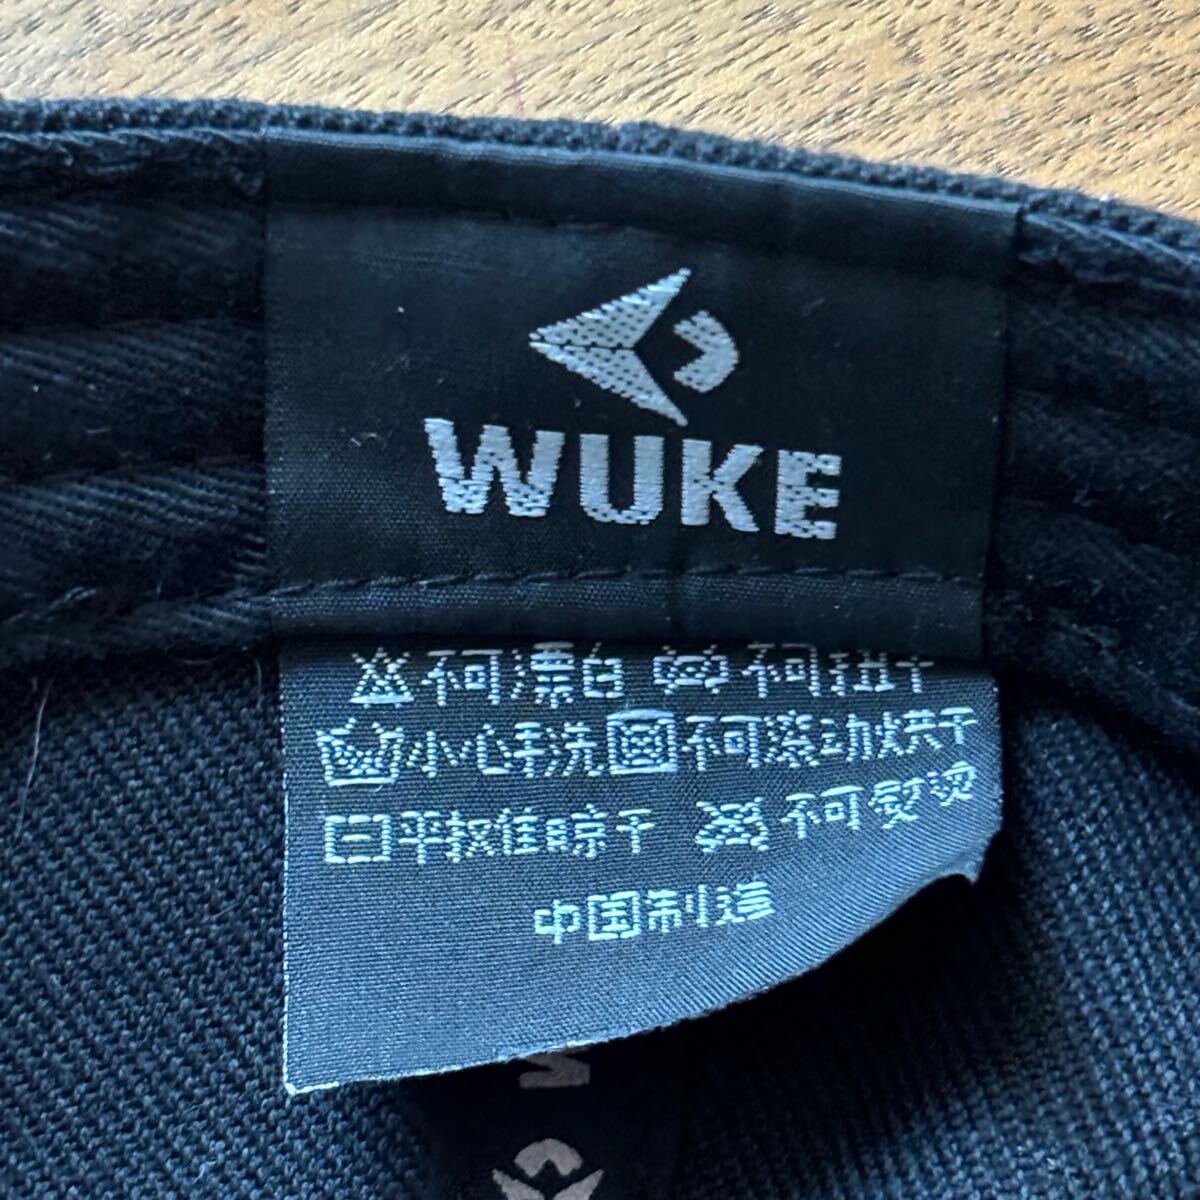 WUKE
不可漂白 不可扭干
小心手洗 不可滚动烘干
平放阴晾干 不可熨烫
中国制造